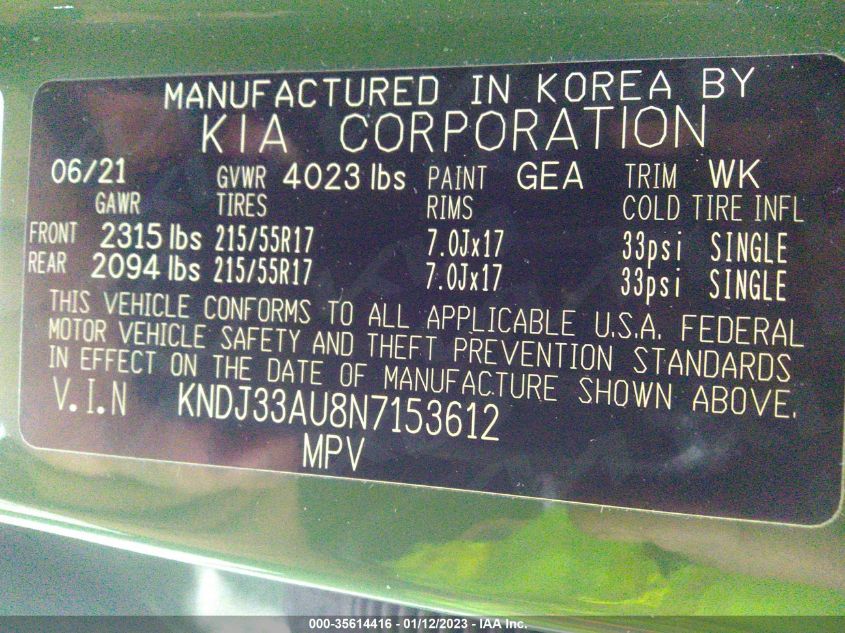 MANUFACTURED IN KOREA BY
KIA CORPORATION
06/21 GVWR 4023 lbs PAINT GEA TRIM WK
GAWR TIRES RIMS COLD TIRE INFL
FRONT 2315 lbs 215/55R17 7.0Jx17 33psi SINGLE
REAR 2094 lbs 215/55R17 7.0Jx17 33psi SINGLE
THIS VEHICLE CONFORMS TO ALL APPLICABLE U.S.A. FEDERAL
MOTOR VEHICLE SAFETY AND THEFT PREVENTION STANDARDS
IN EFFECT ON THE DATE OF MANUFACTURE SHOWN ABOVE.
V.I.N KNDJ33AU8N7153612
MPV
000-35614416 - 01/12/2023 - IAA Inc.